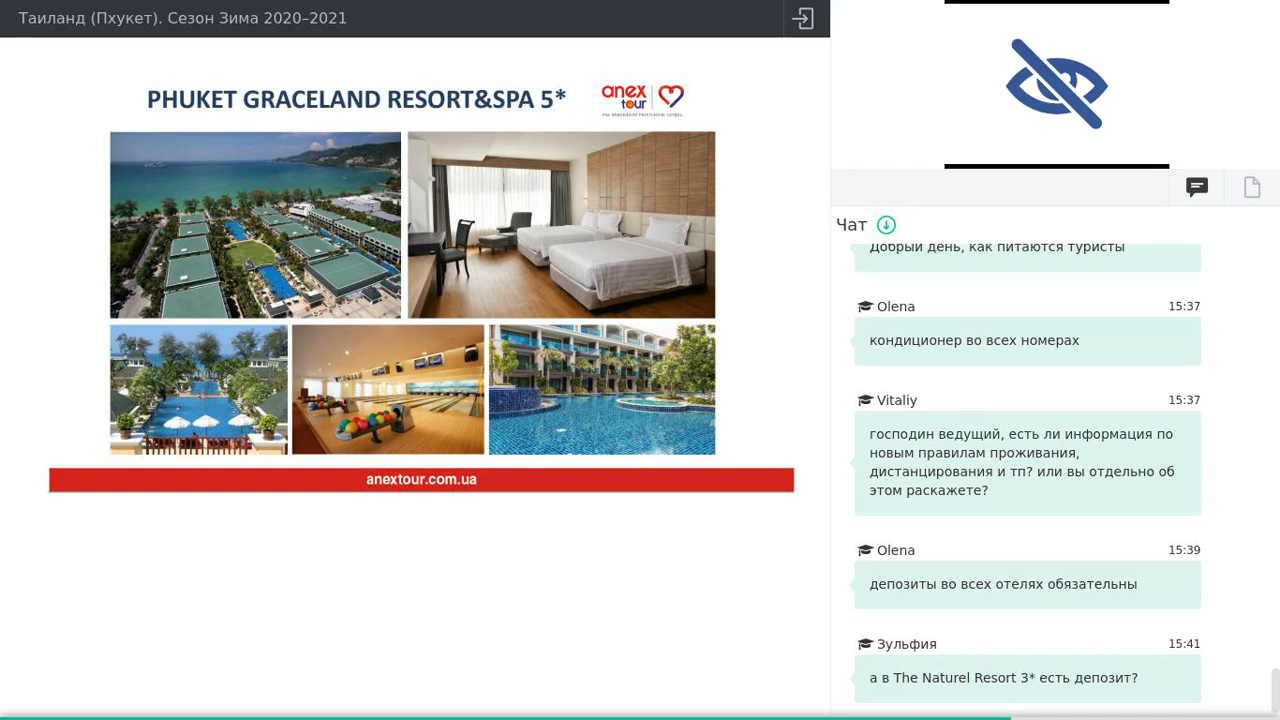 Таиланд (Пхукет). Сезон Зима 2020–2021
PHUKET GRACELAND RESORT&SPA 5*
anex
tour
anextour.com.ua
Чат
добрый день, как питаются туристы
Olena 15:37
кондиционер во всех номерах
Vitaliy 15:37
господин ведущий, есть ли информация по
новым правилам проживания,
дистанцирования и тп? или вы отдельно об
этом раскажете?
Olena 15:39
депозиты во всех отелях обязательны
Зульфия 15:41
а в The Naturel Resort 3* есть депозит?